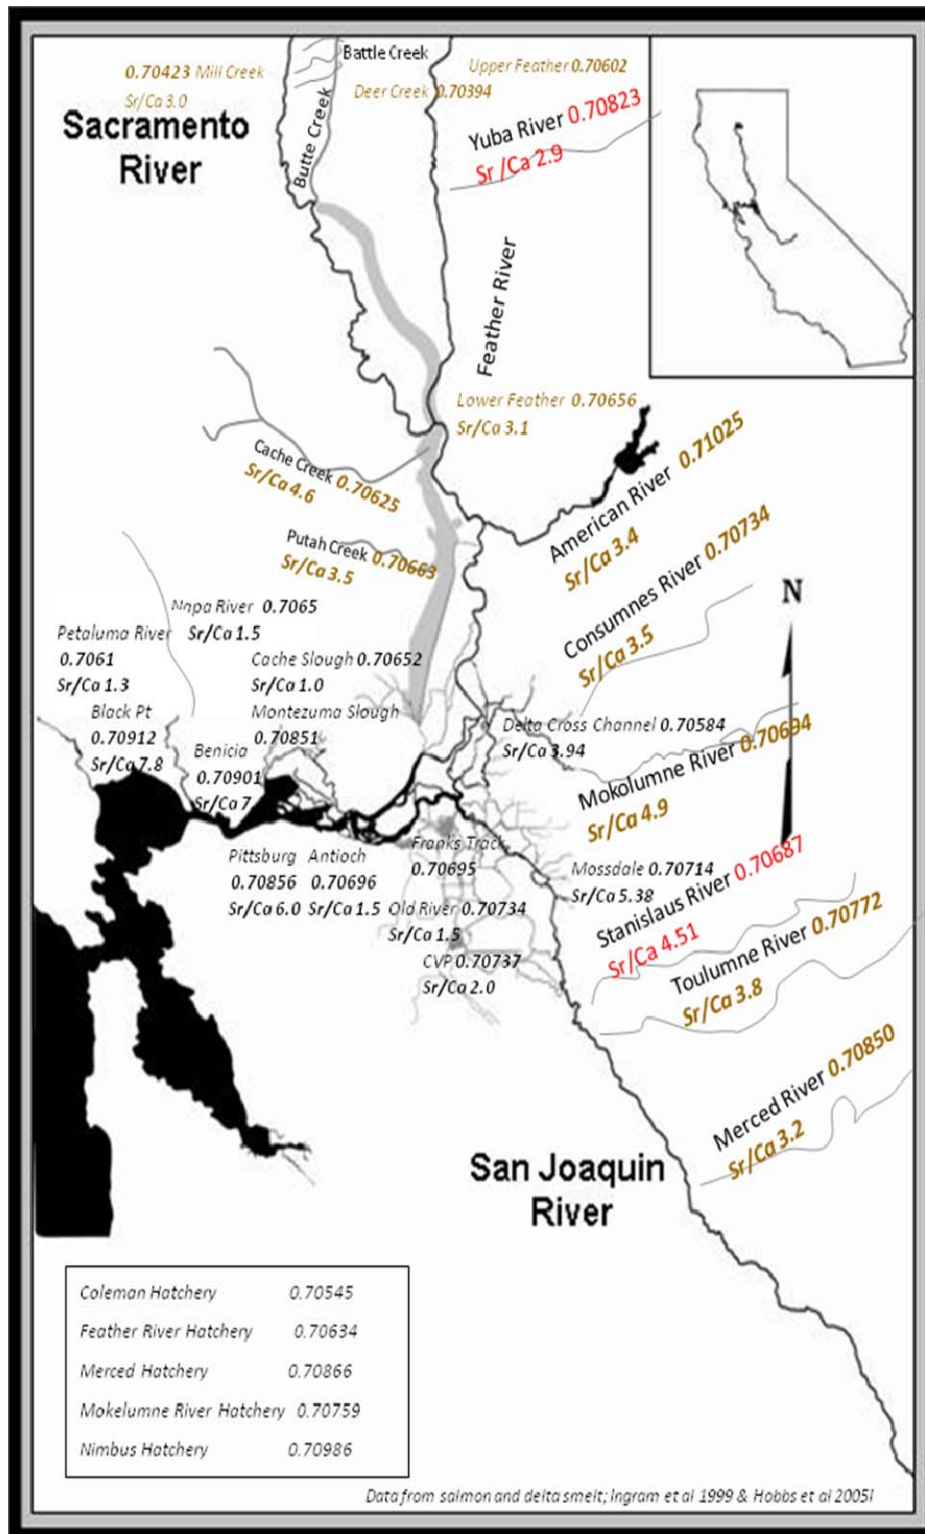 Battle Creek
0.70423 Mill Creek
Sr/Ca 3.0
Upper Feather 0.70602
Deer Creek 0.70394
Sacramento
River
Butte Creek
Yuba River 0.70823
Sr /Ca 2.9
Feather River
Lower Feather 0.70656
Sr/Ca 3.1
Cache Creek 0.70625
Sr/Ca 4.6
American River 0.71025
Sr/Ca 3.4
Putah Creek 0.70663
Sr/Ca 3.5
Consumnes River 0.70734
Sr/Ca 3.5
N
Napa River 0.7065
Sr/Ca 1.5
Petaluma River
0.7061
Sr/Ca 1.3
Cache Slough 0.70652
Sr/Ca 1.0
Black Pt
0.70912
Sr/Ca 7.8
Montezuma Slough
0.70851
Benicia
0.70901
Sr/Ca 7
Delta Cross Channel 0.70584
Sr/Ca 3.94
Mokolumne River 0.70694
Sr/Ca 4.9
Pittsburg
0.70856
Sr/Ca 6.0
Antioch
0.70696
Sr/Ca 1.5
Franks Track
0.70695
Mossdale 0.70714
Sr/Ca 5.38
Old River 0.70734
Sr/Ca 1.5
CVP 0.70737
Sr/Ca 2.0
Stanislaus River 0.70687
Sr/Ca 4.51
Toulumne River 0.70772
Sr/Ca 3.8
Merced River 0.70850
Sr/Ca 3.2
San Joaquin
River
Coleman Hatchery 0.70545
Feather River Hatchery 0.70634
Merced Hatchery 0.70866
Mokelumne River Hatchery 0.70759
Nimbus Hatchery 0.70986
Data from salmon and delta smelt; Ingram et al 1999 & Hobbs et al 2005l